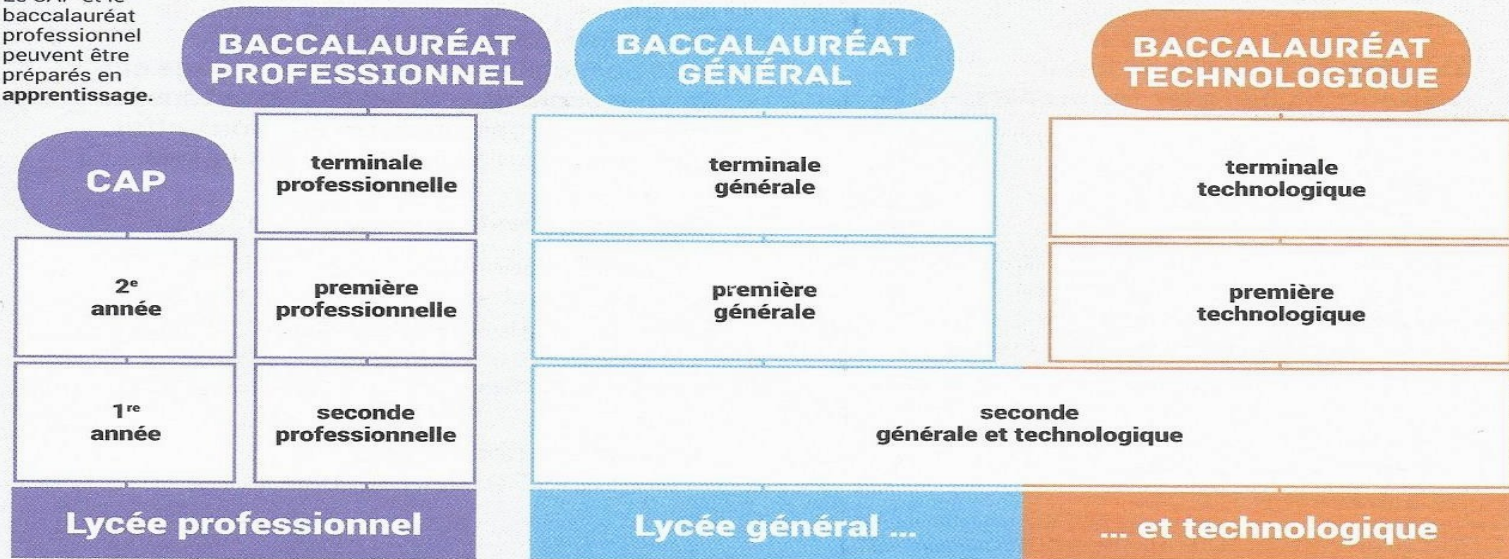 baccalauréat
professionnel
peuvent être
préparés en
apprentissage.
BACCALAURÉAT
PROFESSIONNEL
BACCALAURÉAT
GÉNÉRAL
BACCALAURÉAT
TECHNOLOGIQUE
CAP
terminale
professionnelle
terminale
générale
terminale
technologique
2e
année
première
professionnelle
première
générale
première
technologique
1re
année
seconde
professionnelle
seconde
générale et technologique
Lycée professionnel
Lycée général ...
... et technologique